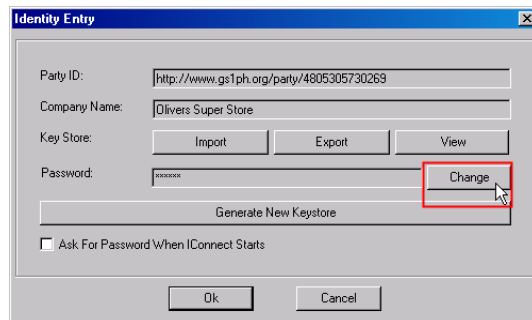 Identity Entry
Party ID: http://www.gs1ph.org/party/4805305730269
Company Name: Olivers Super Store
Key Store: Import Export View
Password: xxxxxx Change
Generate New Keystore
Ask For Password When IConnect Starts
Ok Cancel